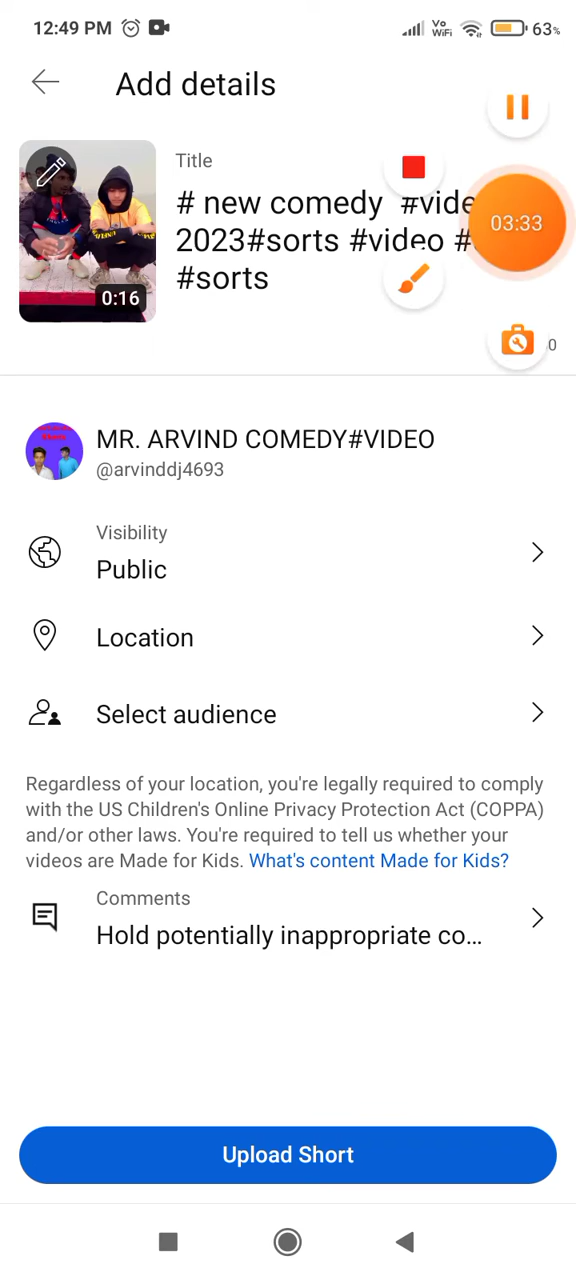 12:49 PM Vo WiFi 63%
Add details
Title
# new comedy #vide
03:33
2023#sorts #video #
#sorts
0:16
0
MR. ARVIND COMEDY#VIDEO
@arvinddj4693
Visibility
Public
Location
Select audience
Regardless of your location, you're legally required to comply
with the US Children's Online Privacy Protection Act (COPPA)
and/or other laws. You're required to tell us whether your
videos are Made for Kids. What's content Made for Kids?
Comments
Hold potentially inappropriate co...
Upload Short